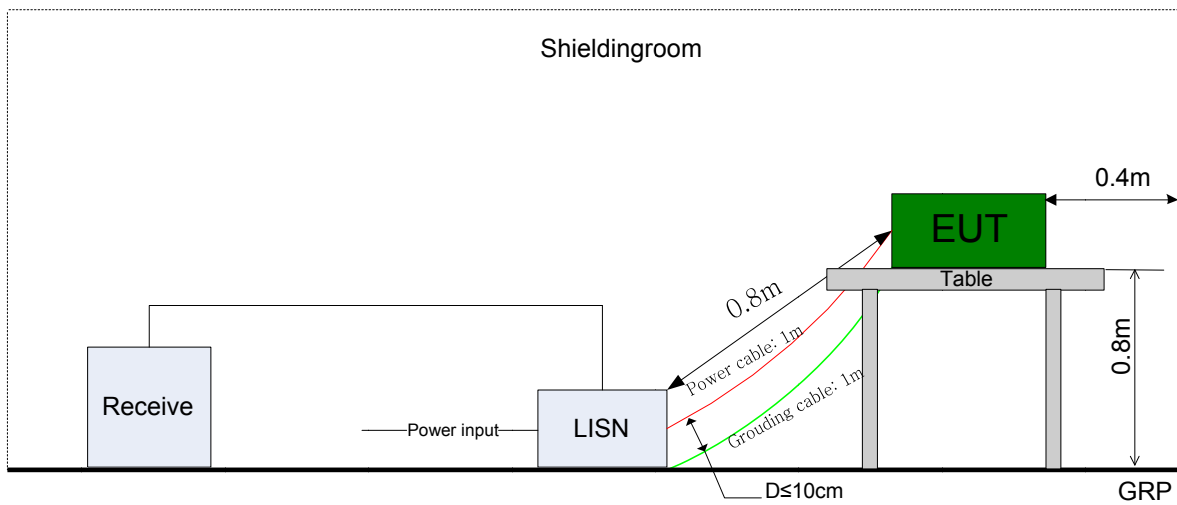 Shieldingroom
0.4m
EUT
Table
0.8m
0.8m
Power cable: 1m
Grouding cable: 1m
Receive
Power input
LISN
D≤10cm
GRP